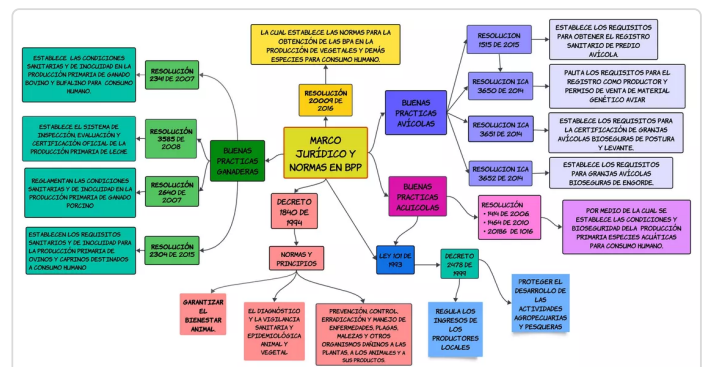 LA CUAL ESTABLECE LAS NORMAS PARA LA
OBTENCIÓN DE LAS BPA EN LA
PRODUCCIÓN DE VEGETALES Y DEMÁS
ESPECIES PARA CONSUMO HUMANO.
RESOLUCIÓN
20009 DE
2016
MARCO
JURÍDICO Y
NORMAS EN BPP
BUENAS
PRACTICAS
GANADERAS
RESOLUCIÓN
2341 DE 2007
ESTABLECE LAS CONDICIONES
SANITARIAS Y DE INOCUIDAD EN LA
PRODUCCIÓN PRIMARIA DE GANADO
BOVINO Y BUFALINO PARA CONSUMO
HUMANO.
RESOLUCIÓN
3585 DE
2008
ESTABLECE EL SISTEMA DE
INSPECCIÓN, EVALUACIÓN Y
CERTIFICACIÓN OFICIAL DE LA
PRODUCCIÓN PRIMARIA DE LECHE
RESOLUCIÓN
2640 DE
2007
REGLAMENTAN LAS CONDICIONES
SANITARIAS Y DE INOCUIDAD EN LA
PRODUCCIÓN PRIMARIA DE GANADO
PORCINO
RESOLUCIÓN
2304 DE 2015
ESTABLECEN LOS REQUISITOS
SANITARIOS Y DE INOCUIDAD PARA
LA PRODUCCIÓN PRIMARIA DE
OVINOS Y CAPRINOS DESTINADOS
A CONSUMO HUMANO
BUENAS
PRACTICAS
AVÍCOLAS
RESOLUCION
1515 DE 2015
ESTABLECE LOS REQUISITOS
PARA OBTENER EL REGISTRO
SANITARIO DE PREDIO
AVÍCOLA.
RESOLUCION ICA
3650 DE 2014
PAUTA LOS REQUISITOS PARA EL
REGISTRO COMO PRODUCTOR Y
PERMISO DE VENTA DE MATERIAL
GENÉTICO AVIAR
RESOLUCION ICA
3651 DE 2014
ESTABLECE LOS REQUISITOS PARA
LA CERTIFICACIÓN DE GRANJAS
AVÍCOLAS BIOSEGURAS DE POSTURA Y
LEVANTE.
RESOLUCION ICA
3652 DE 2014
ESTABLECE LOS REQUISITOS
PARA GRANJAS AVÍCOLAS
BIOSEGURAS DE ENGORDE.
BUENAS
PRACTICAS
ACUICOLAS
RESOLUCIÓN
• 1414 DE 2006
• 1464 DE 2010
• 20186 DE 1016
POR MEDIO DE LA CUAL SE
ESTABLECE LAS CONDICIONES Y
BIOSEGURIDAD DELA PRODUCCIÓN
PRIMARIA ESPECIES ACUÁTICAS
PARA CONSUMO HUMANO.
DECRETO
1840 DE
1994
NORMAS Y
PRINCIPIOS
GARANTIZAR
EL
BIENESTAR
ANIMAL
EL DIAGNÓSTICO
Y LA VIGILANCIA
SANITARIA Y
EPIDEMIOLÓGICA
ANIMAL Y
VEGETAL
PREVENCIÓN, CONTROL,
ERRADICACIÓN Y MANEJO DE
ENFERMEDADES, PLAGAS,
MALEZAS Y OTROS
ORGANISMOS DAÑINOS A LAS
PLANTAS, A LOS ANIMALES Y A
SUS PRODUCTOS.
LEY 101 DE
1993
DECRETO
2478 DE
1999
REGULA LOS
INGRESOS DE
LOS
PRODUCTORES
LOCALES
PROTEGER EL
DESARROLLO DE
LAS
ACTIVIDADES
AGROPECUARIAS
Y PESQUERAS